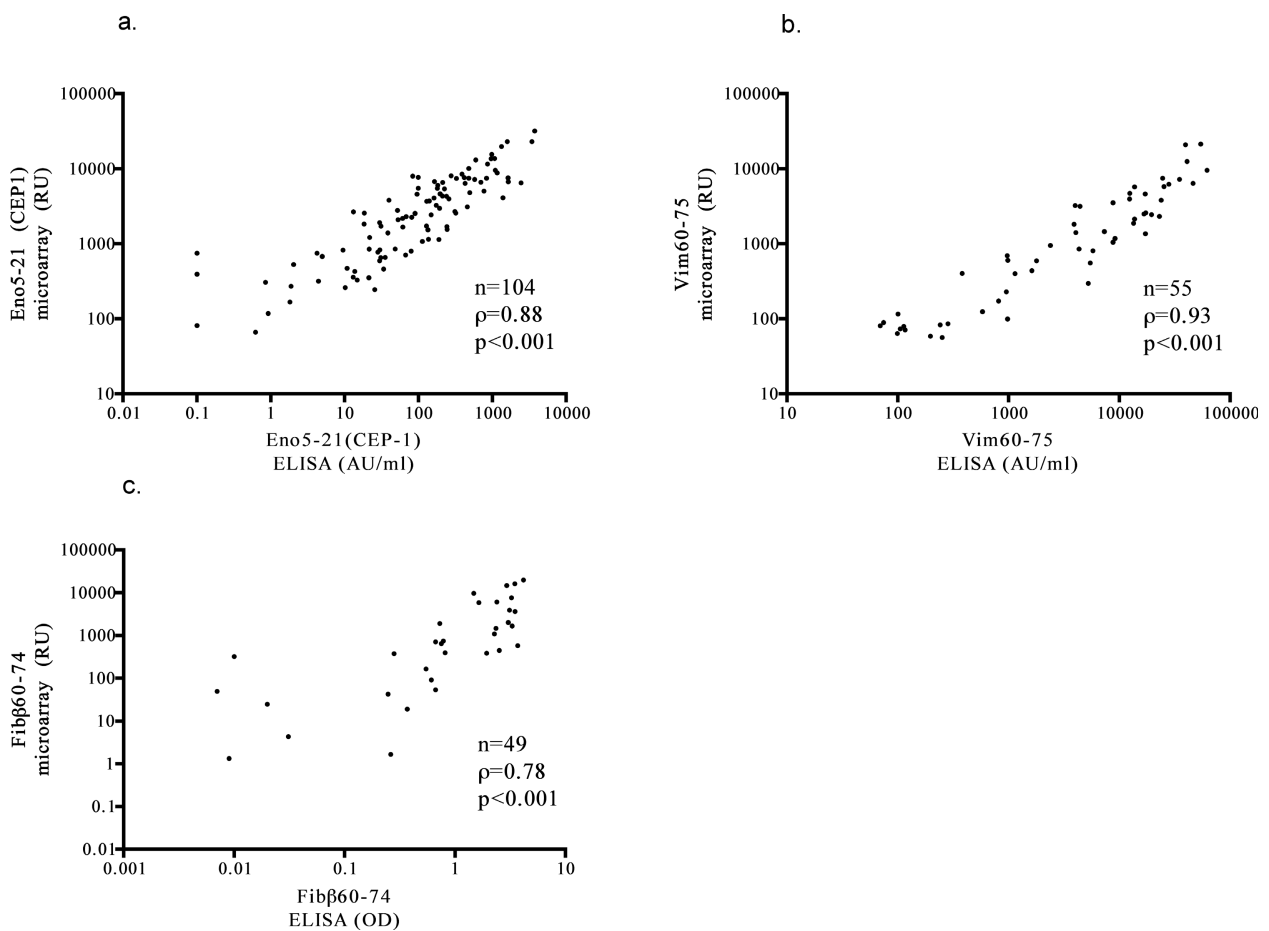 a.
100000
10000
1000
100
10
0.01
0.1
1
10
100
1000
10000
Eno5-21 (CEP1)
microarray (RU)
n=104
ρ=0.88
p<0.001
Eno5-21(CEP-1)
ELISA (AU/ml)
b.
100000
10000
1000
100
10
10
100
1000
10000
100000
Vim60-75
microarray (RU)
n=55
ρ=0.93
p<0.001
Vim60-75
ELISA (AU/ml)
c.
100000
10000
1000
100
10
1
0.1
0.01
0.001
0.01
0.1
1
10
Fibβ60-74
microarray (RU)
n=49
ρ=0.78
p<0.001
Fibβ60-74
ELISA (OD)